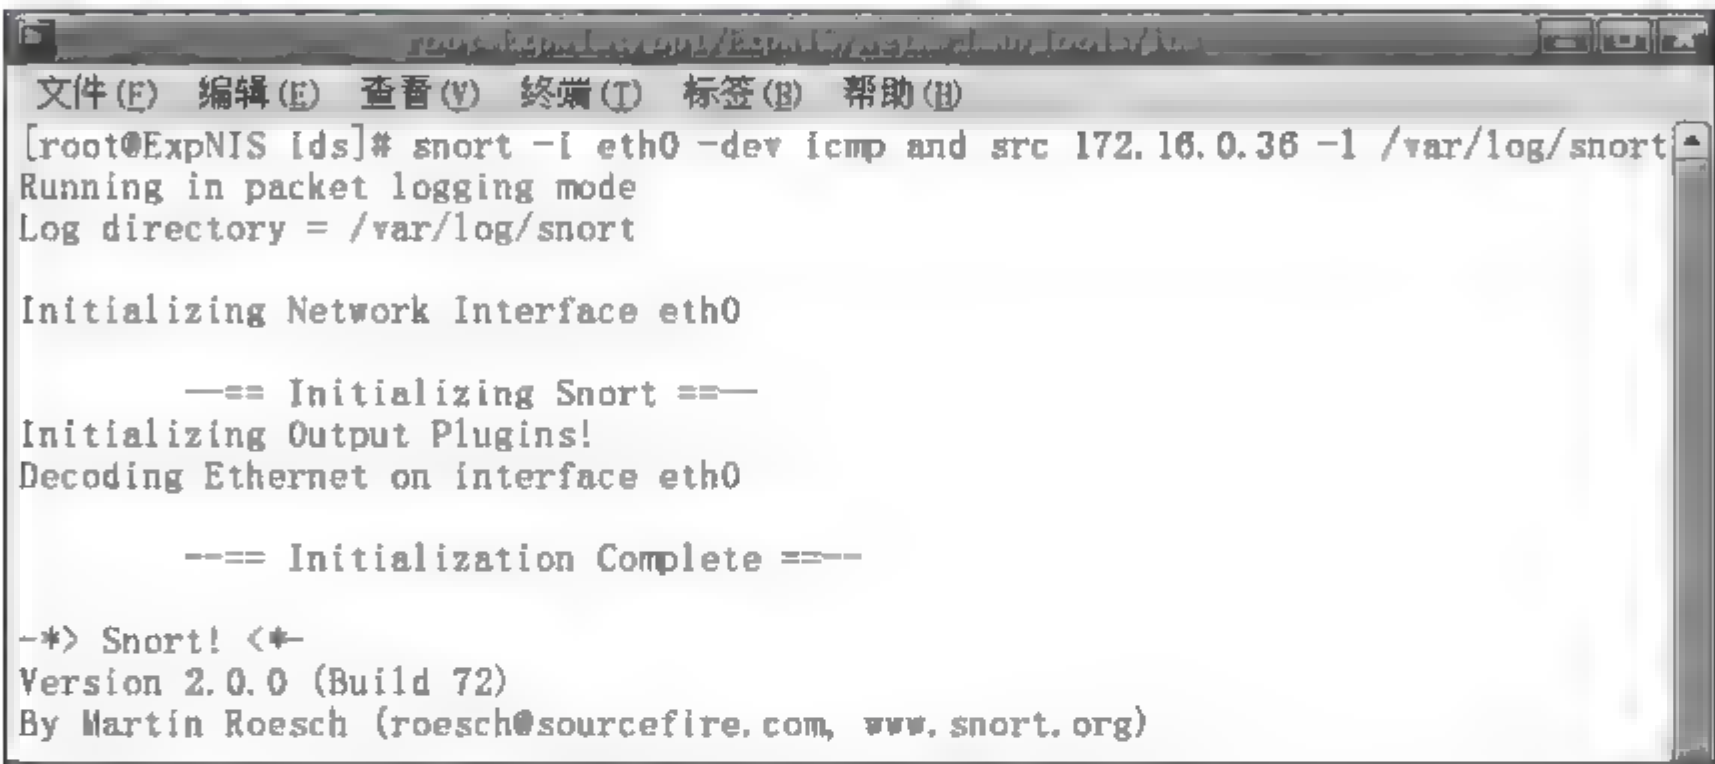 文件(F) 编辑(E) 查看(V) 终端(T) 标签(B) 帮助(H)
[root@ExpNIS ids]# snort -i eth0 -dev icmp and src 172.16.0.36 -l /var/log/snort
Running in packet logging mode
Log directory = /var/log/snort
Initializing Network Interface eth0
--== Initializing Snort ==--
Initializing Output Plugins!
Decoding Ethernet on interface eth0
--== Initialization Complete ==--
-*> Snort! <*-
Version 2.0.0 (Build 72)
By Martin Roesch (roesch@sourcefire.com, www.snort.org)